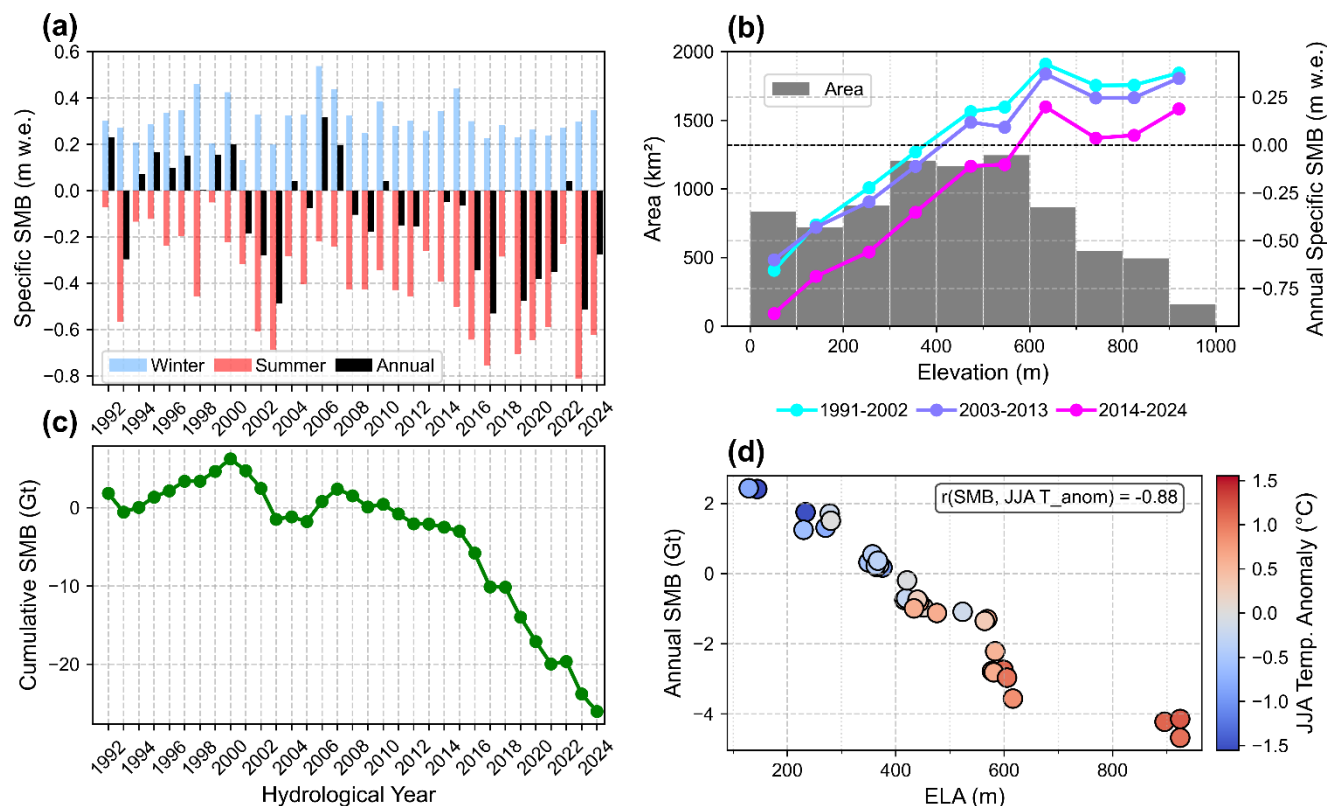 (a)
Specific SMB (m w.e.)
0.6
0.4
0.2
0.0
−0.2
−0.4
−0.6
−0.8
Winter Summer Annual
1992 1994 1996 1998 2000 2002 2004 2006 2008 2010 2012 2014 2016 2018 2020 2022 2024
(b)
Area (km²)
2000
1500
1000
500
0
Area
Annual Specific SMB (m w.e.)
0.25
0.00
−0.25
−0.50
−0.75
0 200 400 600 800 1000
Elevation (m)
1991-2002 2003-2013 2014-2024
(c)
Cumulative SMB (Gt)
0
−10
−20
1992 1994 1996 1998 2000 2002 2004 2006 2008 2010 2012 2014 2016 2018 2020 2022 2024
Hydrological Year
(d)
Annual SMB (Gt)
2
0
−2
−4
r(SMB, JJA T_anom) = -0.88
200 400 600 800
ELA (m)
JJA Temp. Anomaly (°C)
1.5
1.0
0.5
0.0
−0.5
−1.0
−1.5